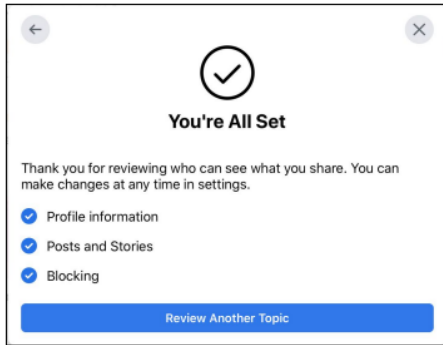 You're All Set
Thank you for reviewing who can see what you share. You can
make changes at any time in settings.
Profile information
Posts and Stories
Blocking
Review Another Topic